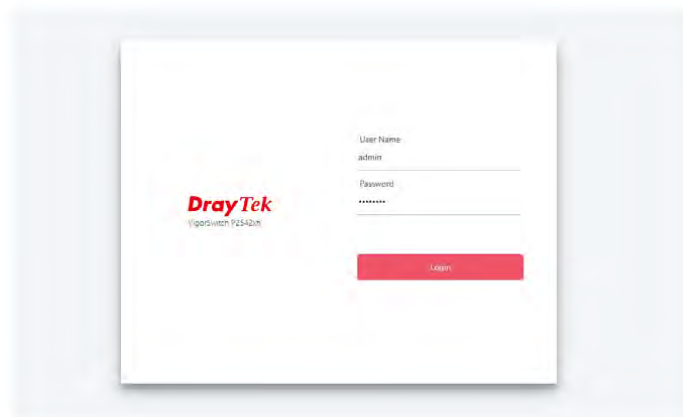 DrayTek
VigorSwitch P2542xh
User Name
admin
Password
••••••••
Login